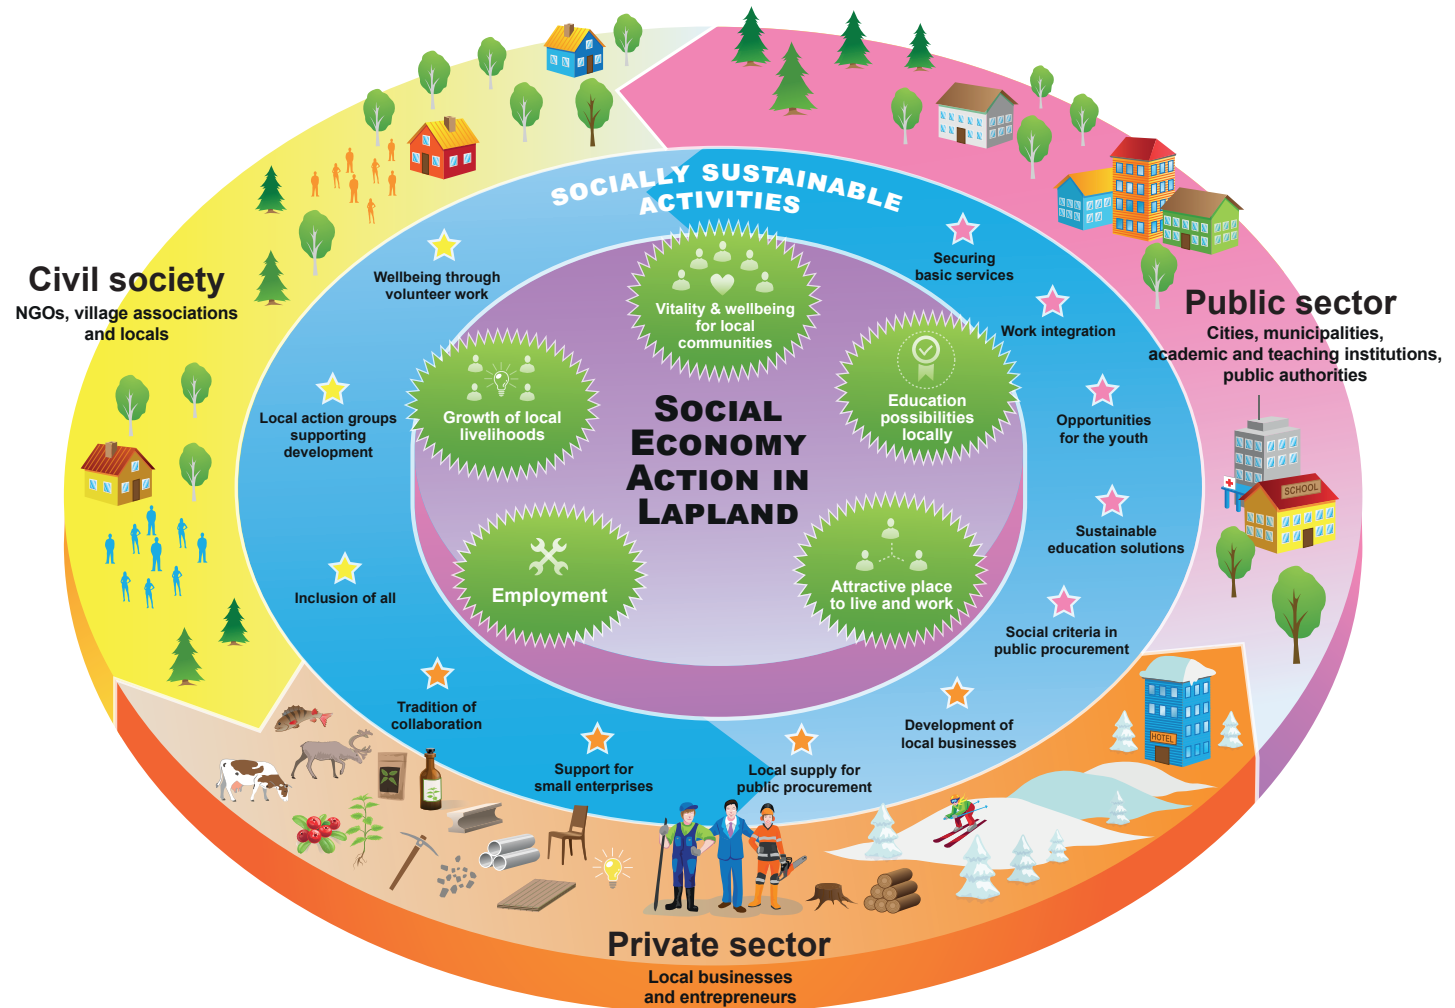 SOCIALLY SUSTAINABLE
ACTIVITIES
Civil society
NGOs, village associations
and locals
Public sector
Cities, municipalities,
academic and teaching institutions,
public authorities
Private sector
Local businesses
and entrepreneurs
SOCIAL
ECONOMY
ACTION IN
LAPLAND
Vitality & wellbeing
for local
communities
Education
possibilities
locally
Attractive place
to live and work
Employment
Growth of local
livelihoods
Wellbeing through
volunteer work
Local action groups
supporting
development
Inclusion of all
Securing
basic services
Work integration
Opportunities
for the youth
Sustainable
education solutions
Social criteria in
public procurement
Development of
local businesses
Local supply for
public procurement
Support for
small enterprises
Tradition of
collaboration
SCHOOL
HOTEL